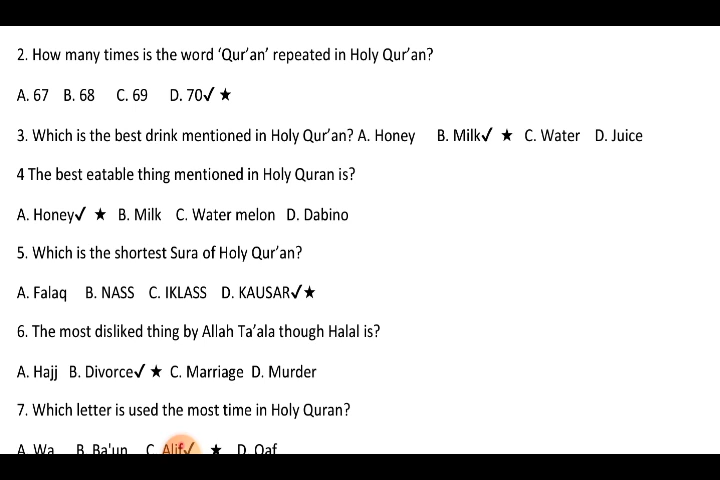 2. How many times is the word ‘Qur’an’ repeated in Holy Qur’an?
A. 67 B. 68 C. 69 D. 70✓ ★
3. Which is the best drink mentioned in Holy Qur’an? A. Honey B. Milk✓ ★ C. Water D. Juice
4 The best eatable thing mentioned in Holy Quran is?
A. Honey✓ ★ B. Milk C. Water melon D. Dabino
5. Which is the shortest Sura of Holy Qur’an?
A. Falaq B. NASS C. IKLASS D. KAUSAR✓★
6. The most disliked thing by Allah Ta’ala though Halal is?
A. Hajj B. Divorce✓ ★ C. Marriage D. Murder
7. Which letter is used the most time in Holy Quran?
A. Wa B. Ba'un C. Alif✓ ★ D. Qaf